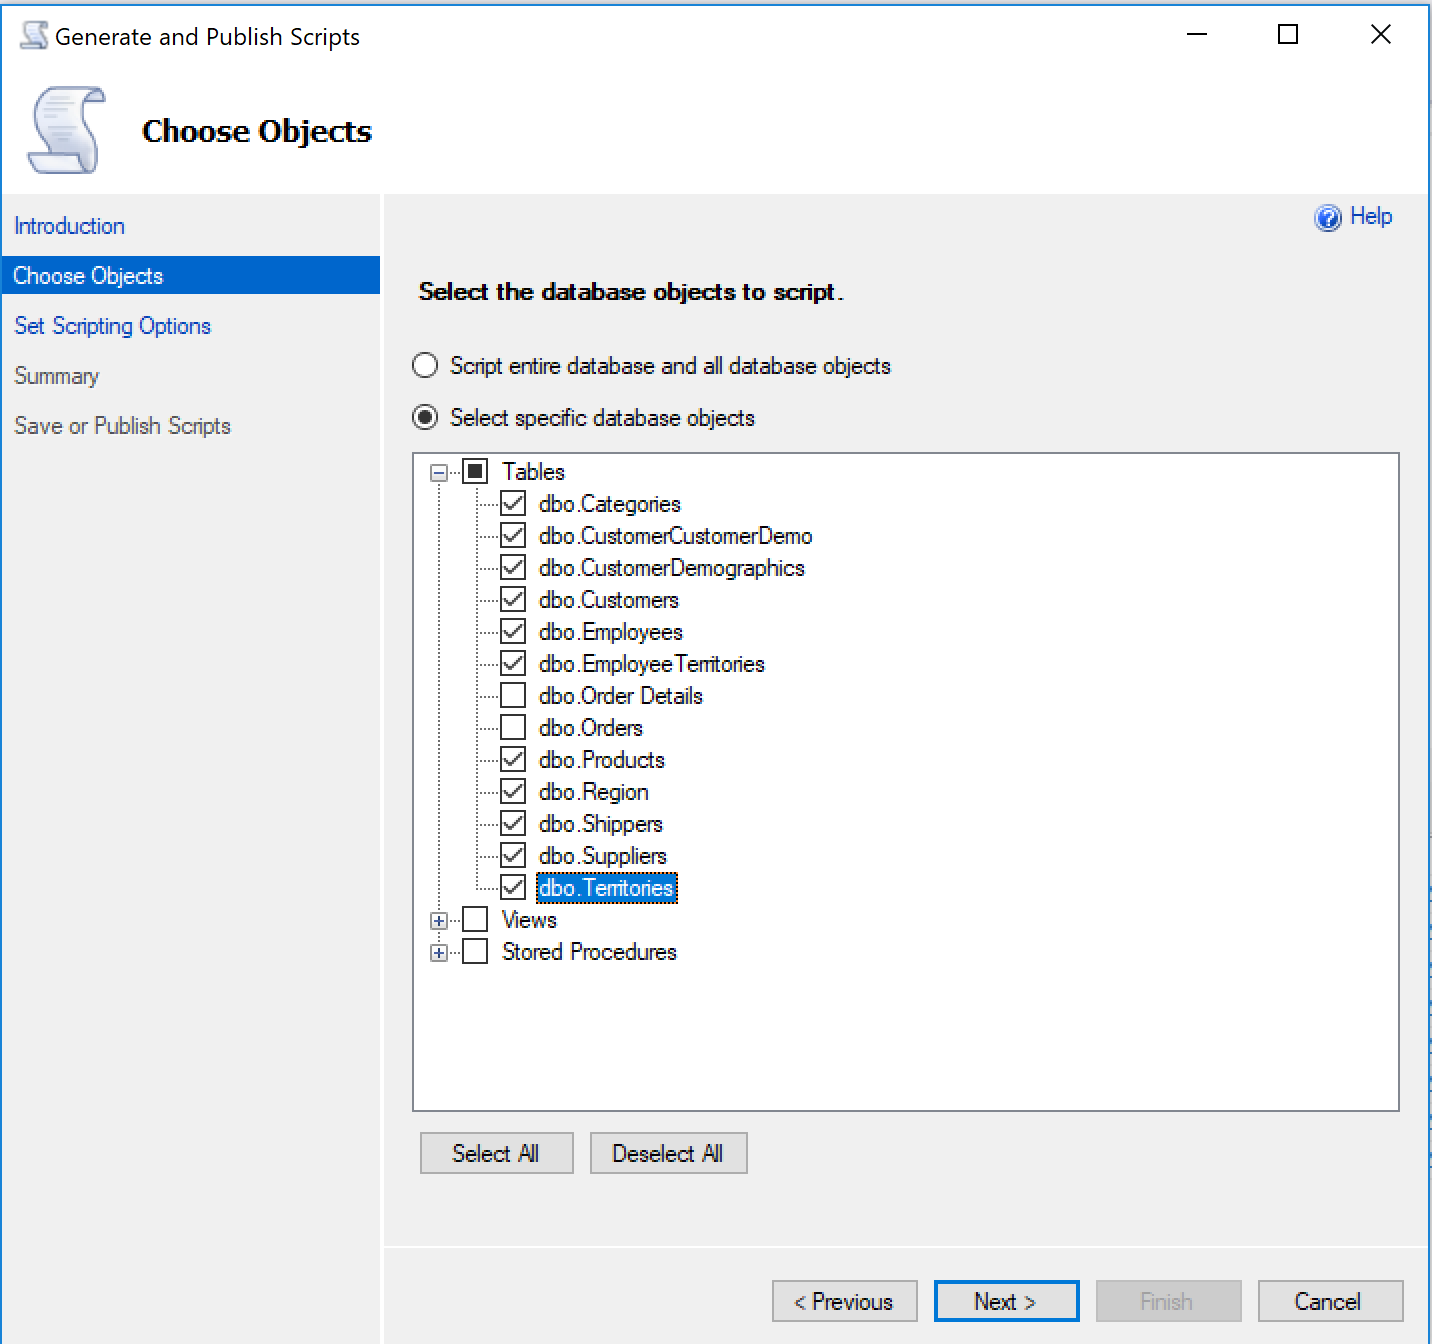 Generate and Publish Scripts
Choose Objects
Introduction
Choose Objects
Set Scripting Options
Summary
Save or Publish Scripts
Help
Select the database objects to script.
Script entire database and all database objects
Select specific database objects
Tables
dbo.Categories
dbo.CustomerCustomerDemo
dbo.CustomerDemographics
dbo.Customers
dbo.Employees
dbo.EmployeeTerritories
dbo.Order Details
dbo.Orders
dbo.Products
dbo.Region
dbo.Shippers
dbo.Suppliers
dbo.Territories
Views
Stored Procedures
Select All
Deselect All
< Previous
Next >
Finish
Cancel